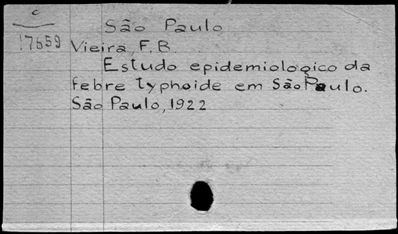 c
São Paulo
17659
Vieira, F. B.
Estudo epidemiologico da
febre typhoide em São Paulo.
São Paulo, 1922